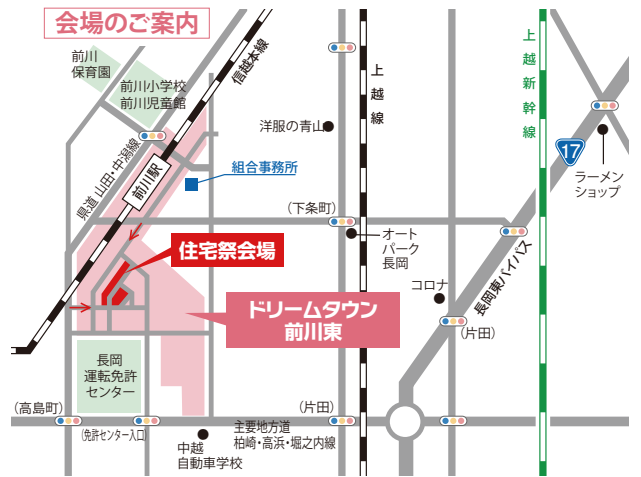 会場のご案内
前川
保育園
前川小学校
前川児童館
信越本線
上越線
上越新幹線
洋服の青山
17
ラーメン
ショップ
県道 山田・中潟線
前川駅
組合事務所
(下条町)
オート
パーク
長岡
住宅祭会場
コロナ
長岡東バイパス
ドリームタウン
前川東
(片田)
長岡
運転免許
センター
(高島町)
(免許センター入口)
中越
自動車学校
主要地方道
柏崎・高浜・堀之内線
(片田)